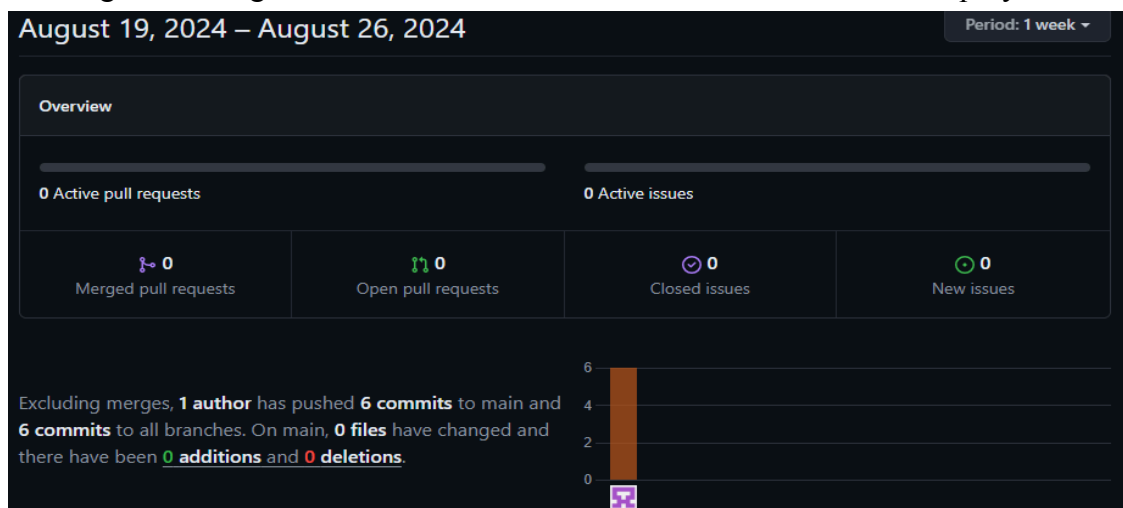 August 19, 2024 – August 26, 2024
Period: 1 week
Overview
0 Active pull requests
0 Active issues
0
Merged pull requests
0
Open pull requests
0
Closed issues
0
New issues
Excluding merges, 1 author has pushed 6 commits to main and
6 commits to all branches. On main, 0 files have changed and
there have been 0 additions and 0 deletions.
6
4
2
0